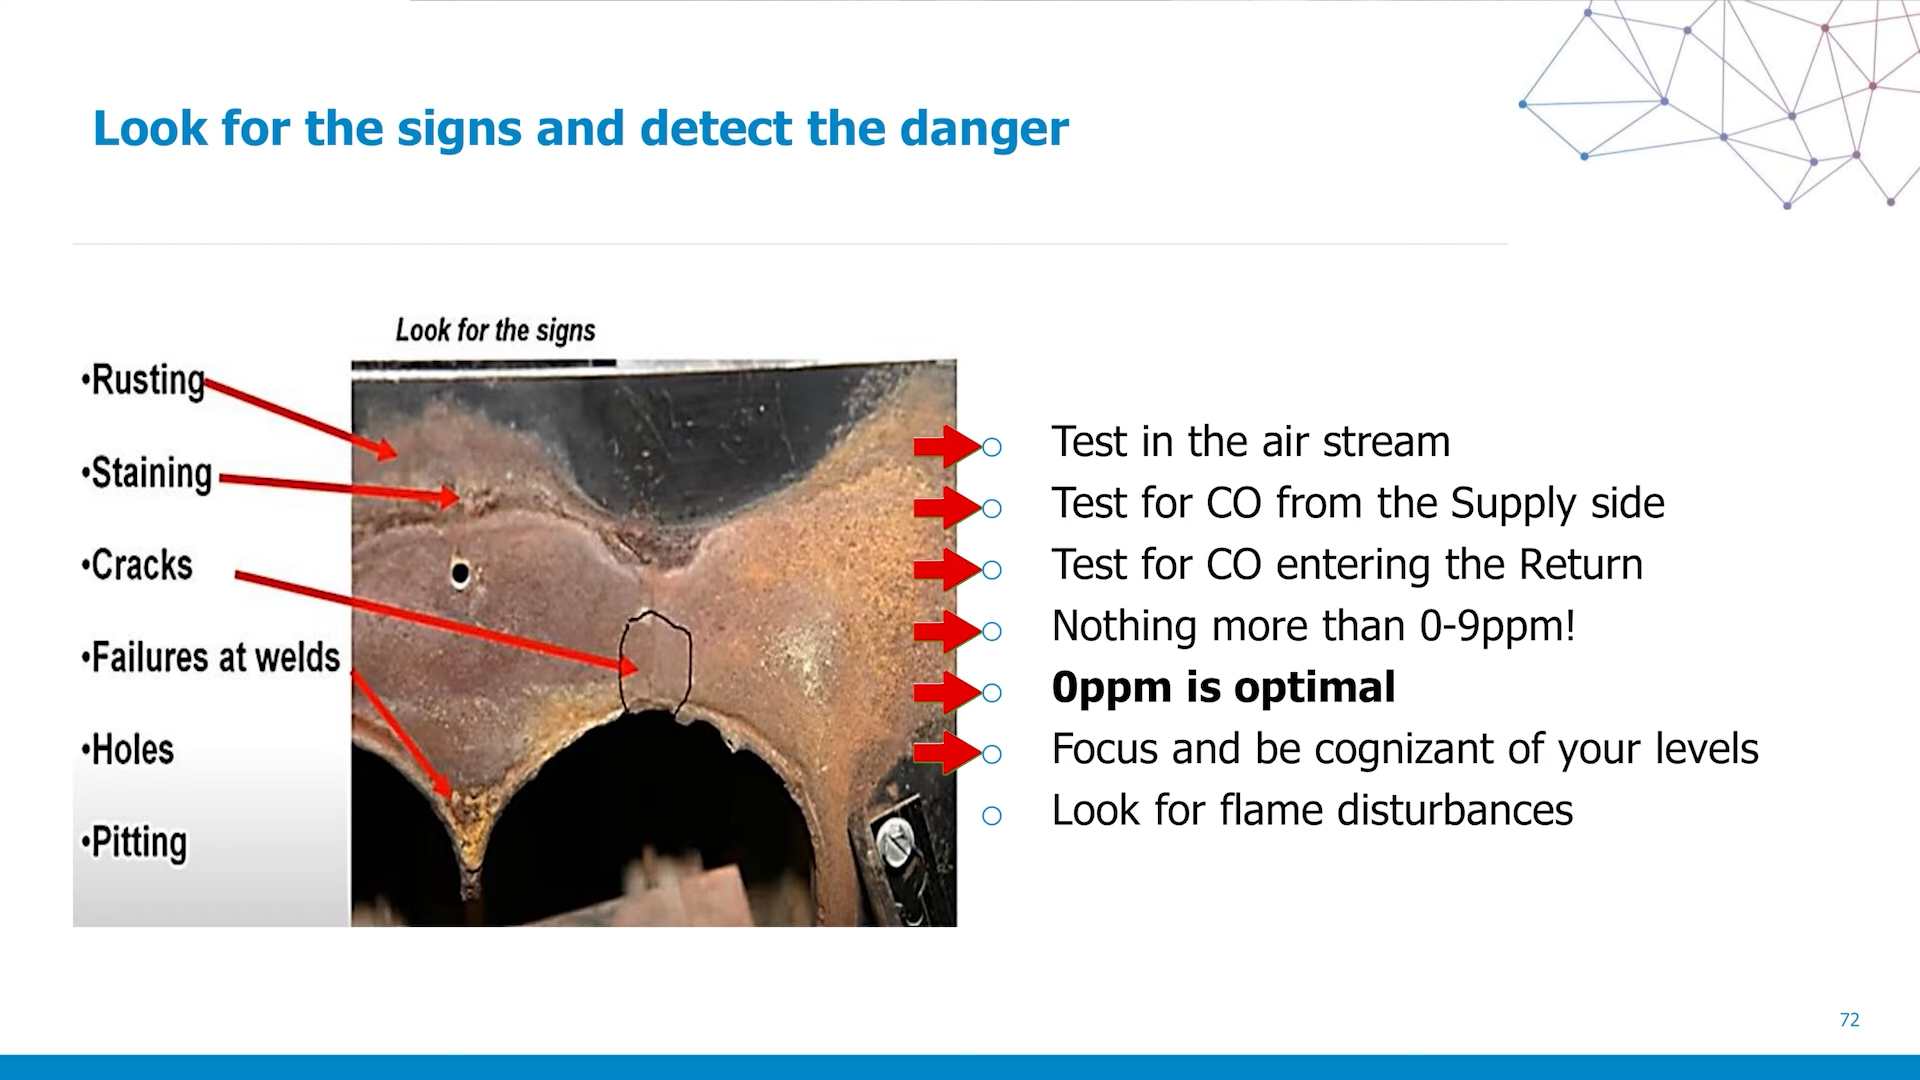 Look for the signs and detect the danger
Look for the signs
•Rusting
•Staining
•Cracks
•Failures at welds
•Holes
•Pitting
Test in the air stream
Test for CO from the Supply side
Test for CO entering the Return
Nothing more than 0-9ppm!
0ppm is optimal
Focus and be cognizant of your levels
Look for flame disturbances
72